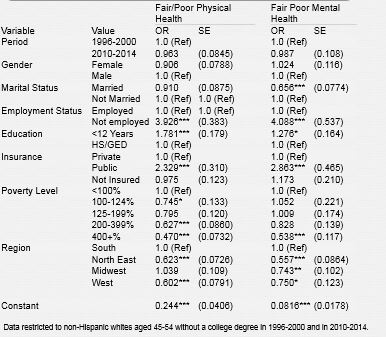 Fair/Poor Physical Fair Poor Mental
Health Health
Variable Value OR SE OR SE
Period 1996-2000 1.0 (Ref) 1.0 (Ref)
2010-2014 0.963 (0.0845) 0.987 (0.108)
Gender Female 0.906 (0.0788) 1.024 (0.116)
Male 1.0 (Ref) 1.0 (Ref)
Marital Status Married 0.910 (0.0875) 0.656*** (0.0774)
Not Married 1.0 (Ref) 1.0 (Ref) 1.0 (Ref)
Employment Status Employed 1.0 (Ref) 1.0 (Ref) 1.0 (Ref)
Not employed 3.926*** (0.383) 4.088*** (0.537)
Education <12 Years 1.781*** (0.179) 1.276* (0.164)
HS/GED 1.0 (Ref) 1.0 (Ref)
Insurance Private 1.0 (Ref) 1.0 (Ref)
Public 2.329*** (0.310) 2.863*** (0.465)
Not Insured 0.975 (0.123) 1.173 (0.210)
Poverty Level <100% 1.0 (Ref) 1.0 (Ref)
100-124% 0.745* (0.133) 1.052 (0.221)
125-199% 0.795 (0.120) 1.009 (0.174)
200-399% 0.627*** (0.0860) 0.828 (0.139)
400+% 0.470*** (0.0732) 0.538*** (0.117)
Region South 1.0 (Ref) 1.0 (Ref)
North East 0.623*** (0.0726) 0.557*** (0.0864)
Midwest 1.039 (0.109) 0.743** (0.102)
West 0.602*** (0.0791) 0.750* (0.123)
Constant 0.244*** (0.0406) 0.0816*** (0.0178)
Data restricted to non-Hispanic whites aged 45-54 without a college degree in 1996-2000 and in 2010-2014.